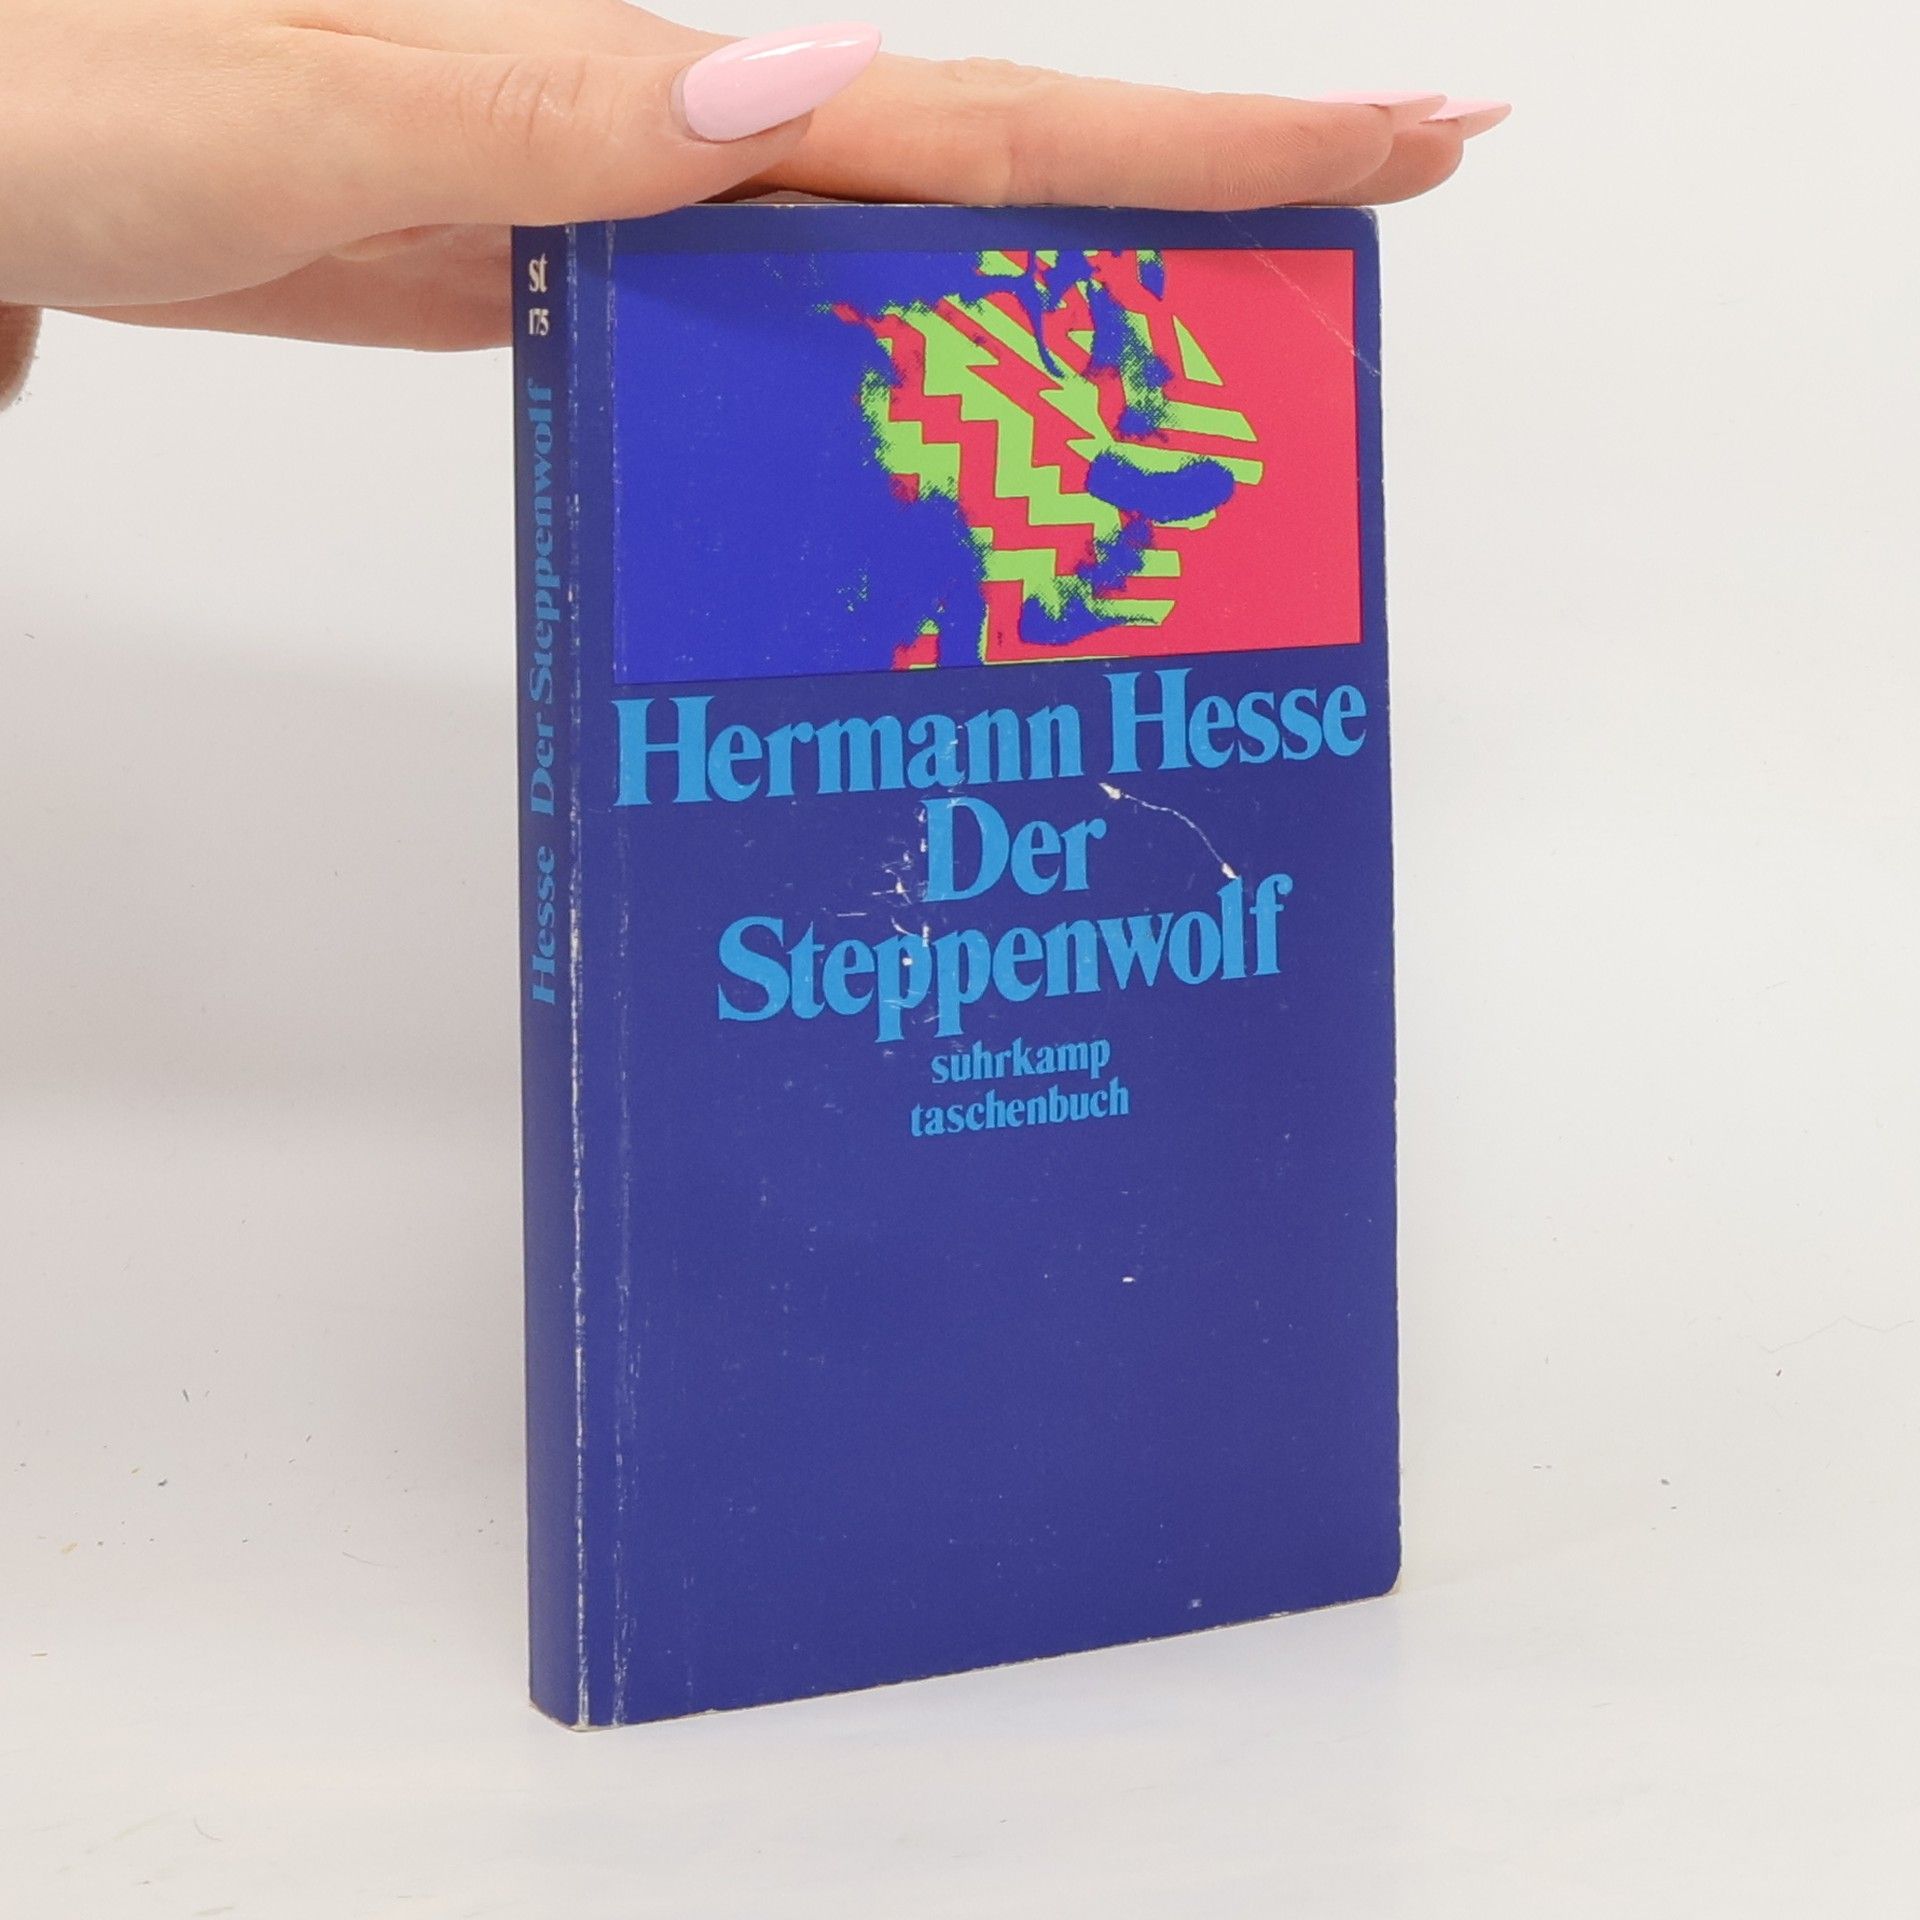 st
175
Hesse Der Steppenwolf
Hermann Hesse
Der
Steppenwolf
suhrkamp
taschenbuch